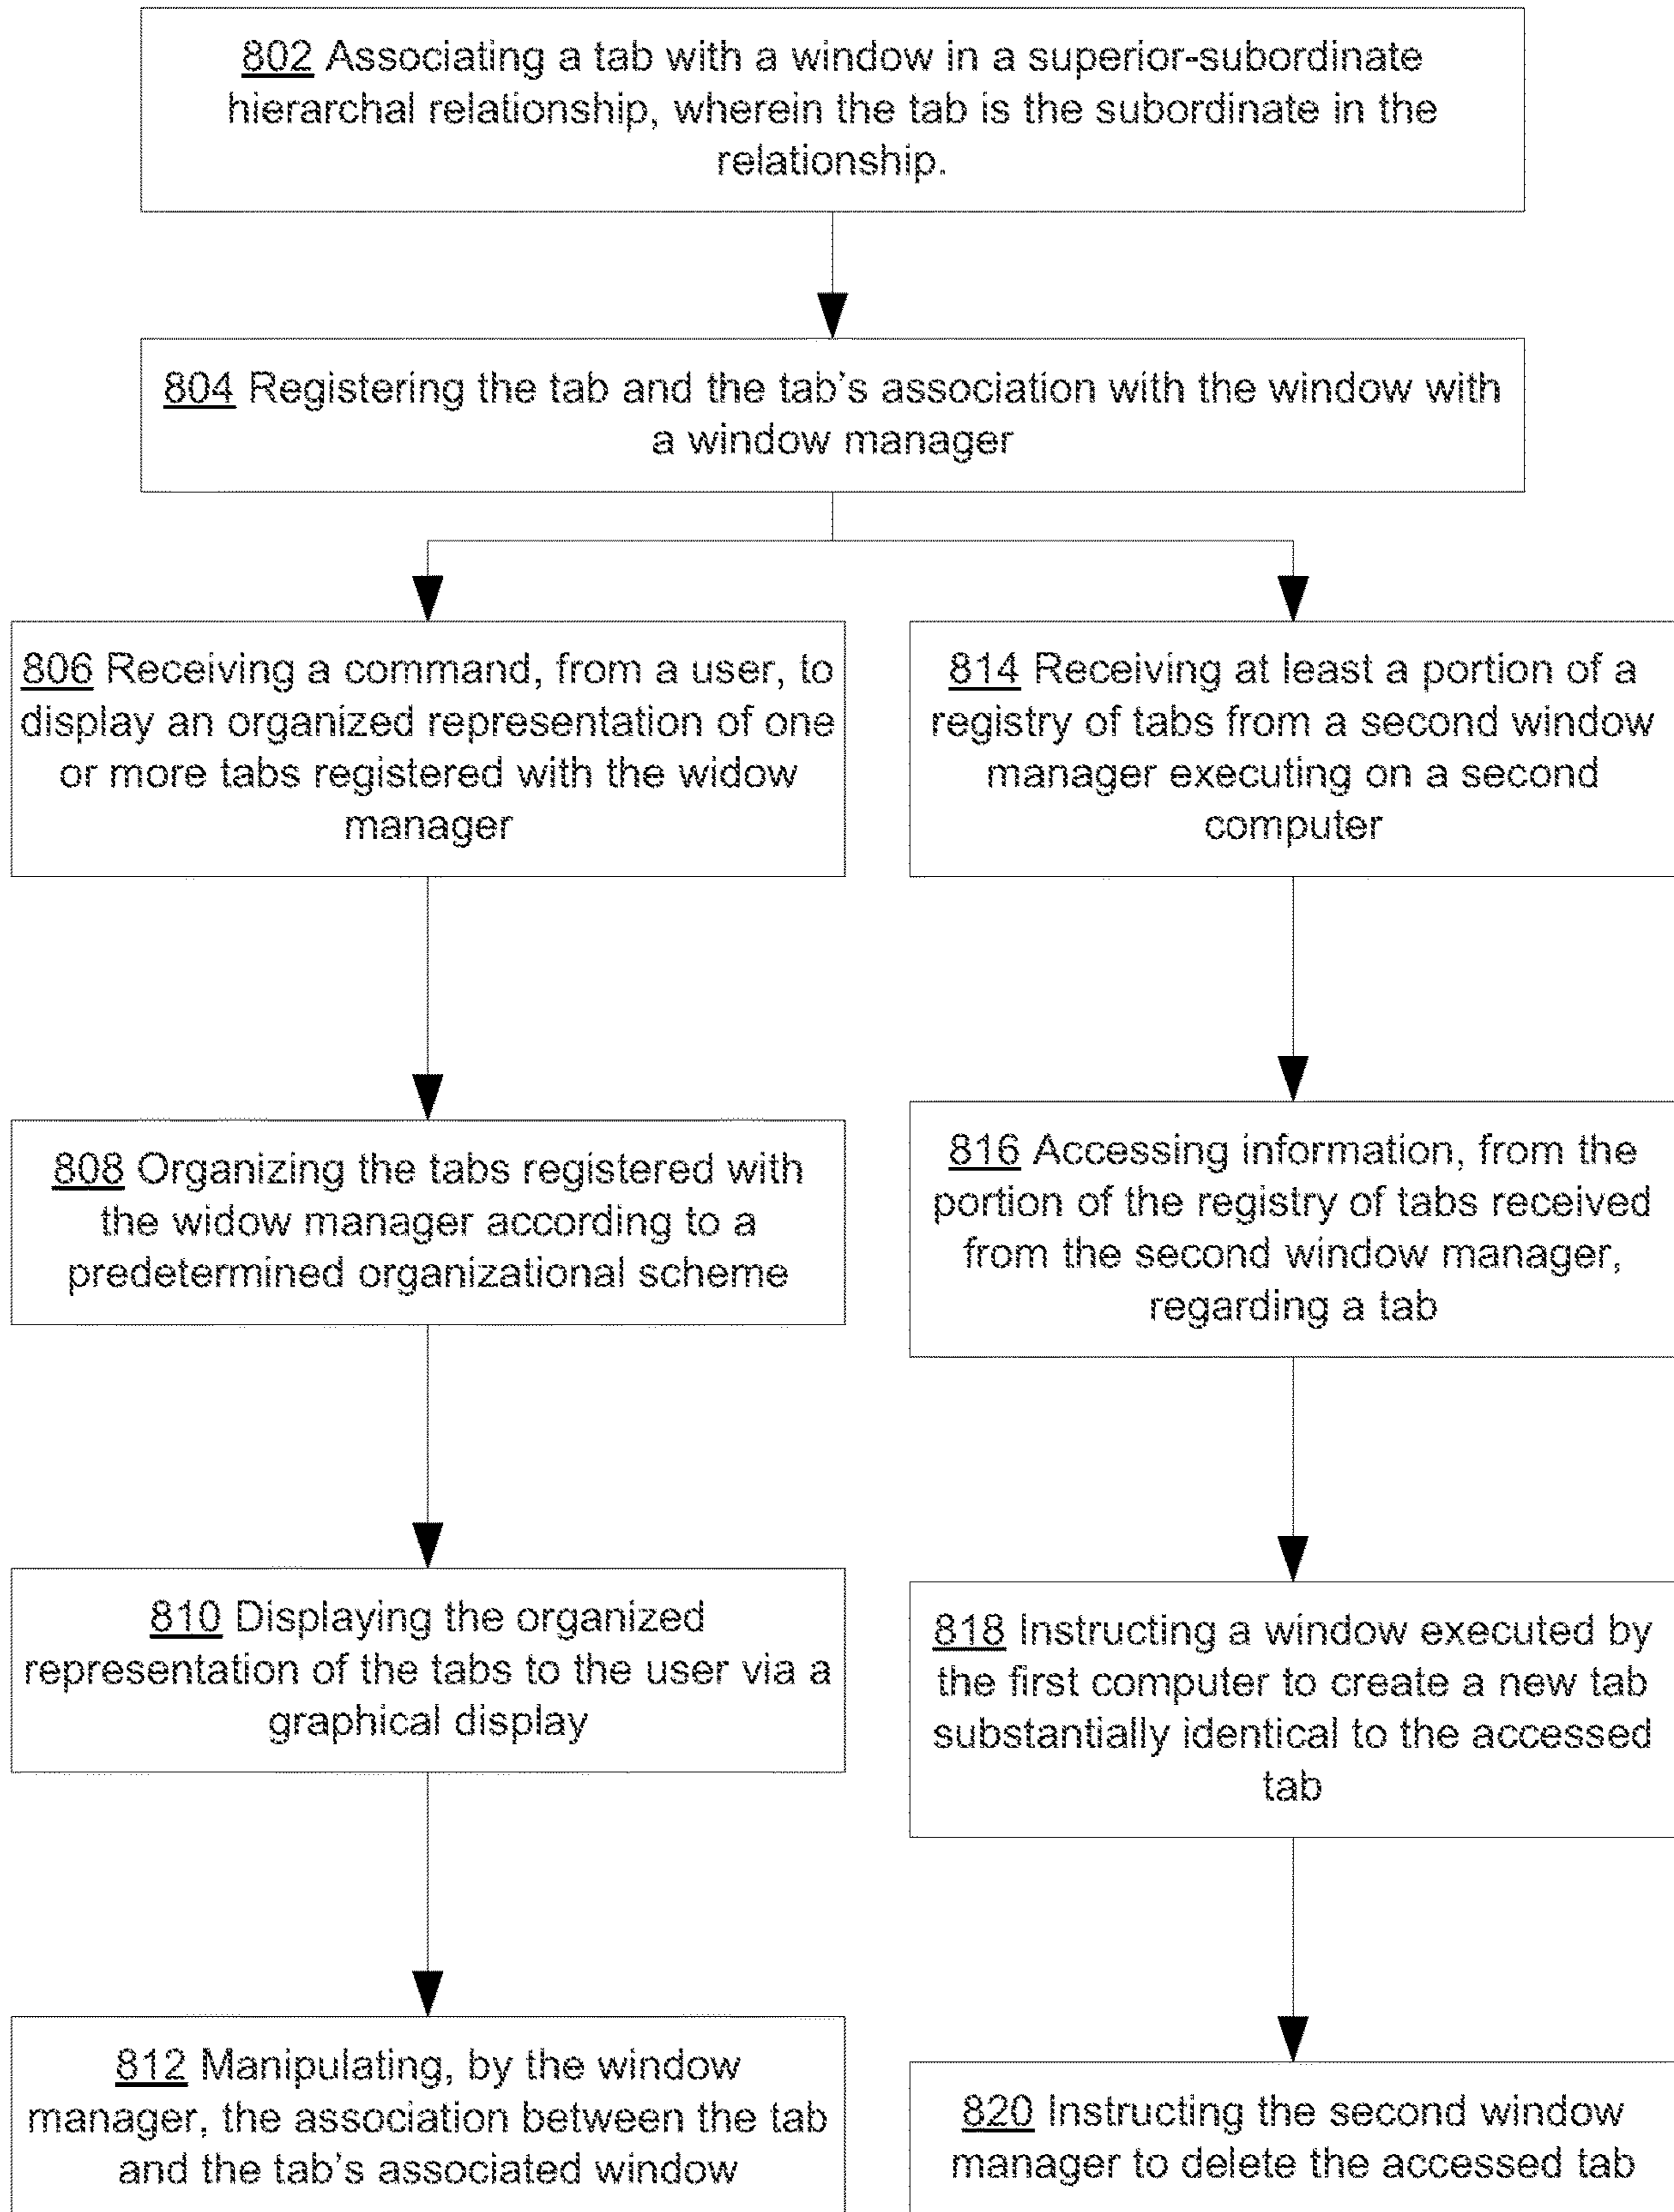 802 Associating a tab with a window in a superior-subordinate
hierarchal relationship, wherein the tab is the subordinate in the
relationship.
804 Registering the tab and the tab's association with the window with
a window manager
806 Receiving a command, from a user, to
display an organized representation of one
or more tabs registered with the widow
manager
808 Organizing the tabs registered with
the widow manager according to a
predetermined organizational scheme
810 Displaying the organized
representation of the tabs to the user via a
graphical display
812 Manipulating, by the window
manager, the association between the tab
and the tab's associated window
814 Receiving at least a portion of a
registry of tabs from a second window
manager executing on a second
computer
816 Accessing information, from the
portion of the registry of tabs received
from the second window manager,
regarding a tab
818 Instructing a window executed by
the first computer to create a new tab
substantially identical to the accessed
tab
820 Instructing the second window
manager to delete the accessed tab